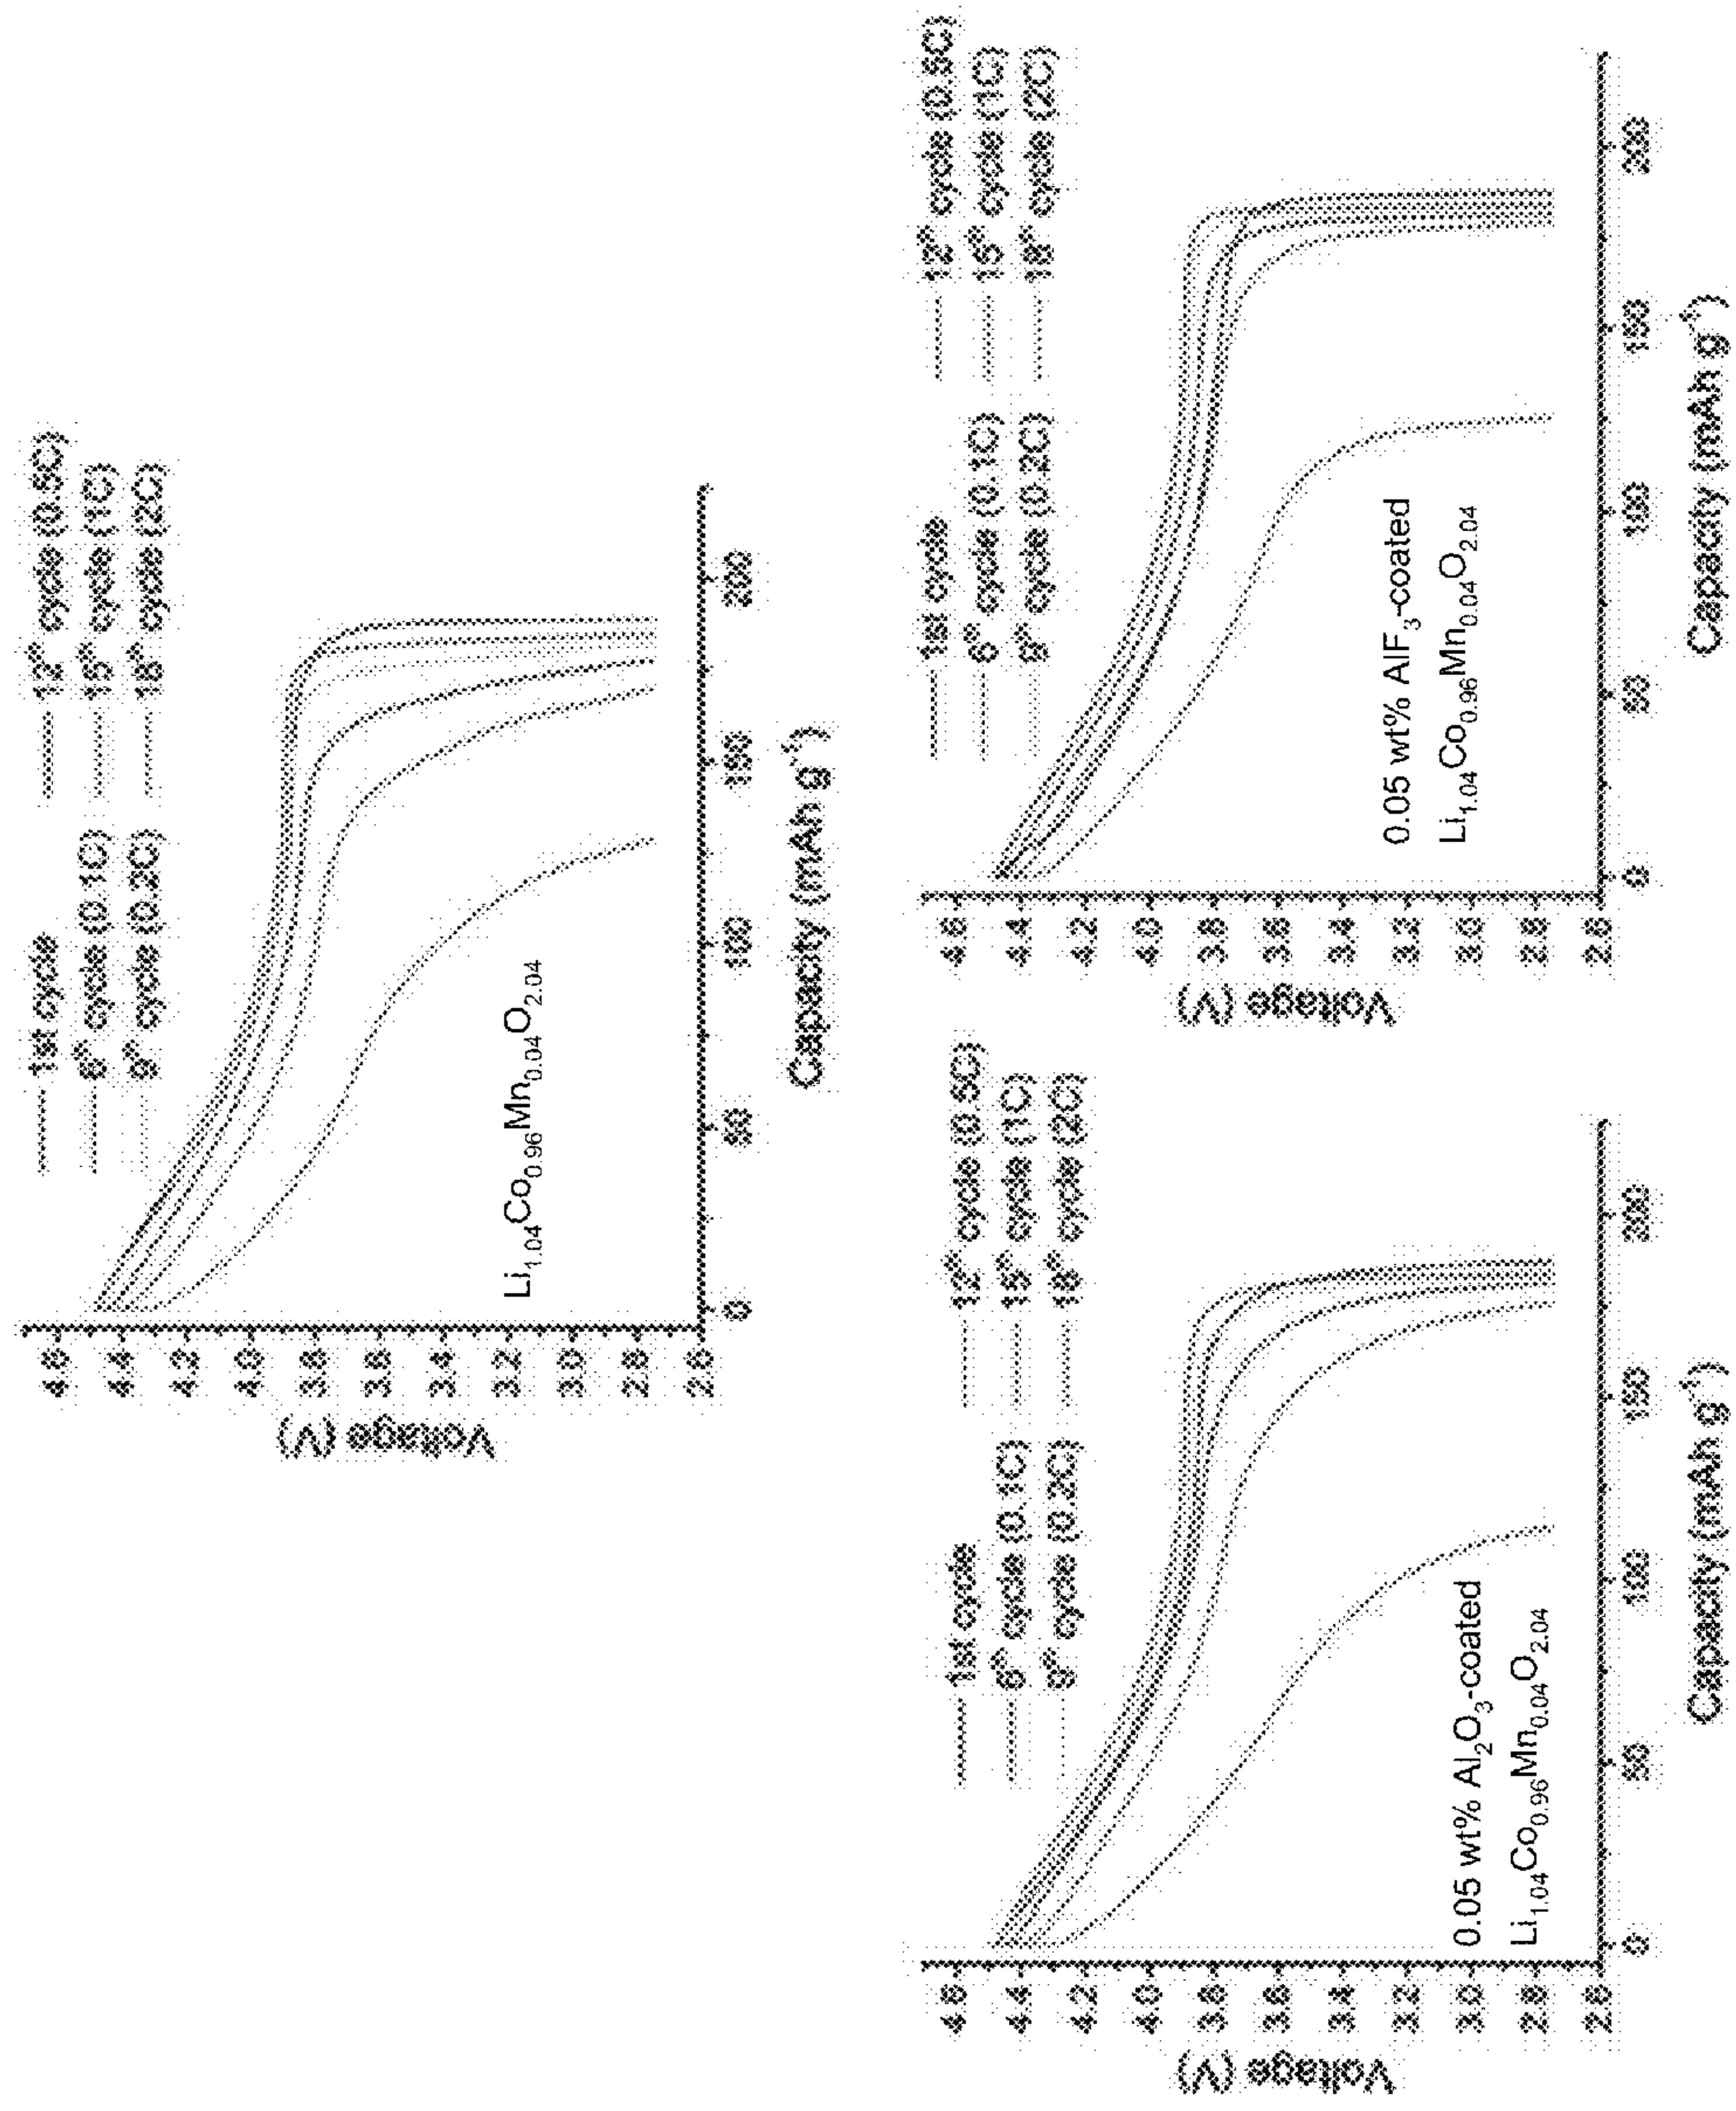 1st cycle
6th cycle (0.1C)
9th cycle (0.2C)
12th cycle (0.5C)
15th cycle (1C)
18th cycle (2C)
Voltage (V)
4.6
4.4
4.2
4.0
3.8
3.6
3.4
3.2
3.0
2.8
2.6
Li1.04Co0.96Mn0.04O2.04
0 50 100 150 200
Capacity (mAh g-1)
1st cycle
6th cycle (0.1C)
9th cycle (0.2C)
12th cycle (0.5C)
15th cycle (1C)
18th cycle (2C)
Voltage (V)
4.6
4.4
4.2
4.0
3.8
3.6
3.4
3.2
3.0
2.8
2.6
0.05 wt% Al2O3-coated
Li1.04Co0.96Mn0.04O2.04
0 50 100 150 200
Capacity (mAh g-1)
1st cycle
6th cycle (0.1C)
9th cycle (0.2C)
12th cycle (0.5C)
15th cycle (1C)
18th cycle (2C)
Voltage (V)
4.6
4.4
4.2
4.0
3.8
3.6
3.4
3.2
3.0
2.8
2.6
0.05 wt% AlF3-coated
Li1.04Co0.96Mn0.04O2.04
0 50 100 150 200
Capacity (mAh g-1)